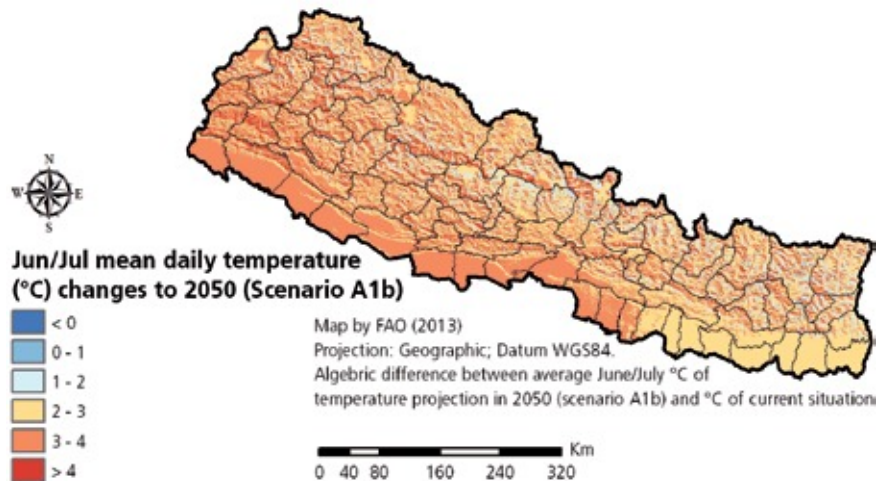 N
W E
S
Jun/Jul mean daily temperature
(°C) changes to 2050 (Scenario A1b)
< 0
0 - 1
1 - 2
2 - 3
3 - 4
> 4
Map by FAO (2013)
Projection: Geographic; Datum WGS84.
Algebric difference between average June/July °C of
temperature projection in 2050 (scenario A1b) and °C of current situation
Km
0 40 80 160 240 320